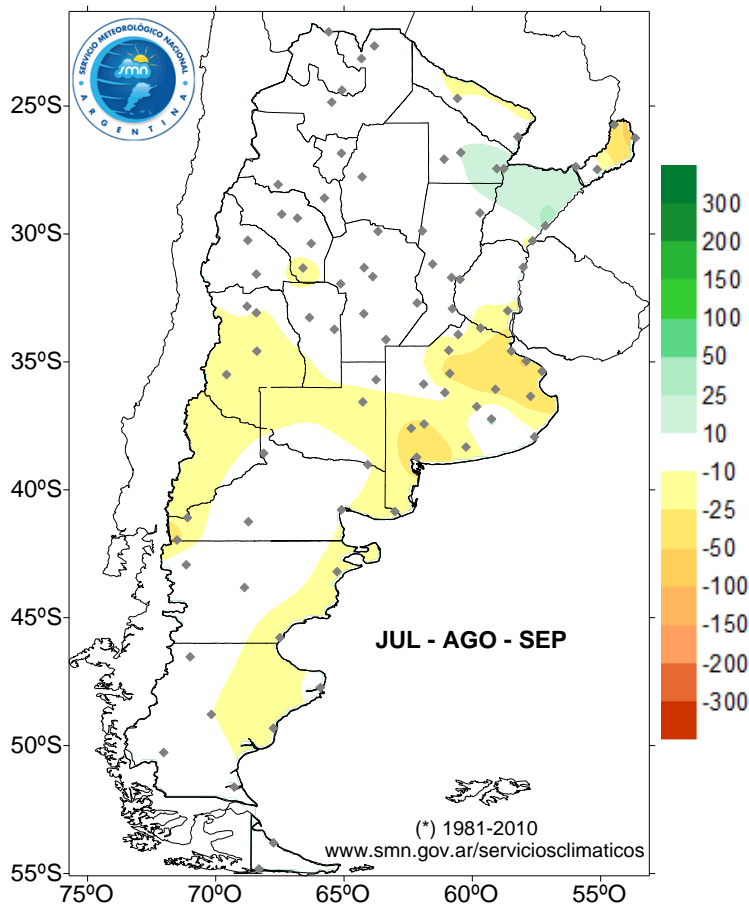 SERVICIO METEOROLÓGICO NACIONAL
smn
ARGENTINA
25ºS
30ºS
35ºS
40ºS
45ºS
50ºS
55ºS
75ºO
70ºO
65ºO
60ºO
55ºO
300
200
150
100
50
25
10
-10
-25
-50
-100
-150
-200
-300
JUL - AGO - SEP
(*) 1981-2010
www.smn.gov.ar/serviciosclimaticos